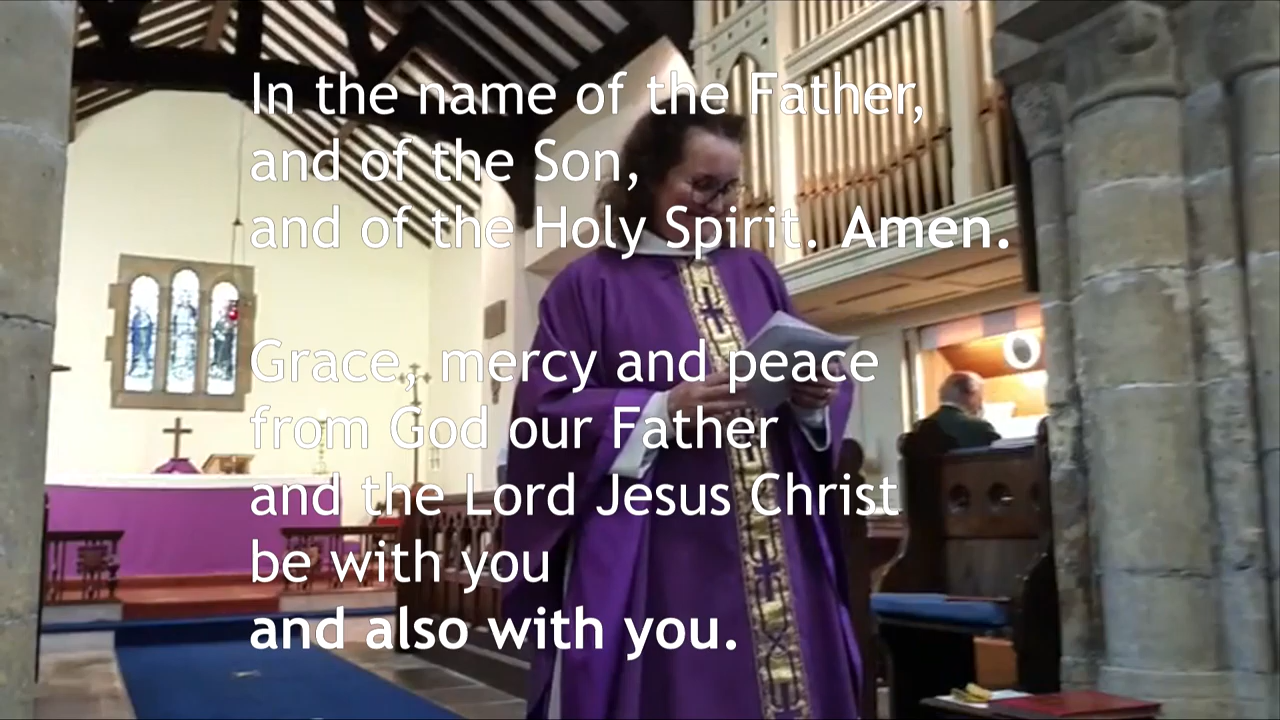 In the name of the Father,
and of the Son,
and of the Holy Spirit. Amen.
Grace, mercy and peace
from God our Father
and the Lord Jesus Christ
be with you
and also with you.